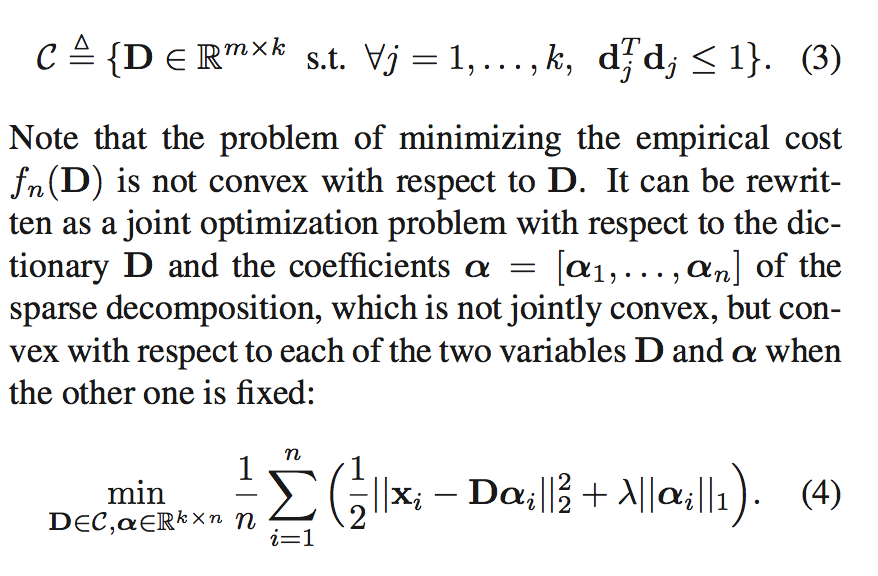 𝒞 ≜ {D ∈ ℝ^{m×k} s.t. ∀j = 1, . . . , k, d_j^T d_j ≤ 1}. (3)
Note that the problem of minimizing the empirical cost
f_n(D) is not convex with respect to D. It can be rewrit-
ten as a joint optimization problem with respect to the dic-
tionary D and the coefficients α = [α_1, . . . , α_n] of the
sparse decomposition, which is not jointly convex, but con-
vex with respect to each of the two variables D and α when
the other one is fixed:
min_{D∈𝒞, α∈ℝ^{k×n}} \frac{1}{n} \sum_{i=1}^{n} ( \frac{1}{2} ||x_i − Dα_i||_2^2 + λ||α_i||_1 ). (4)